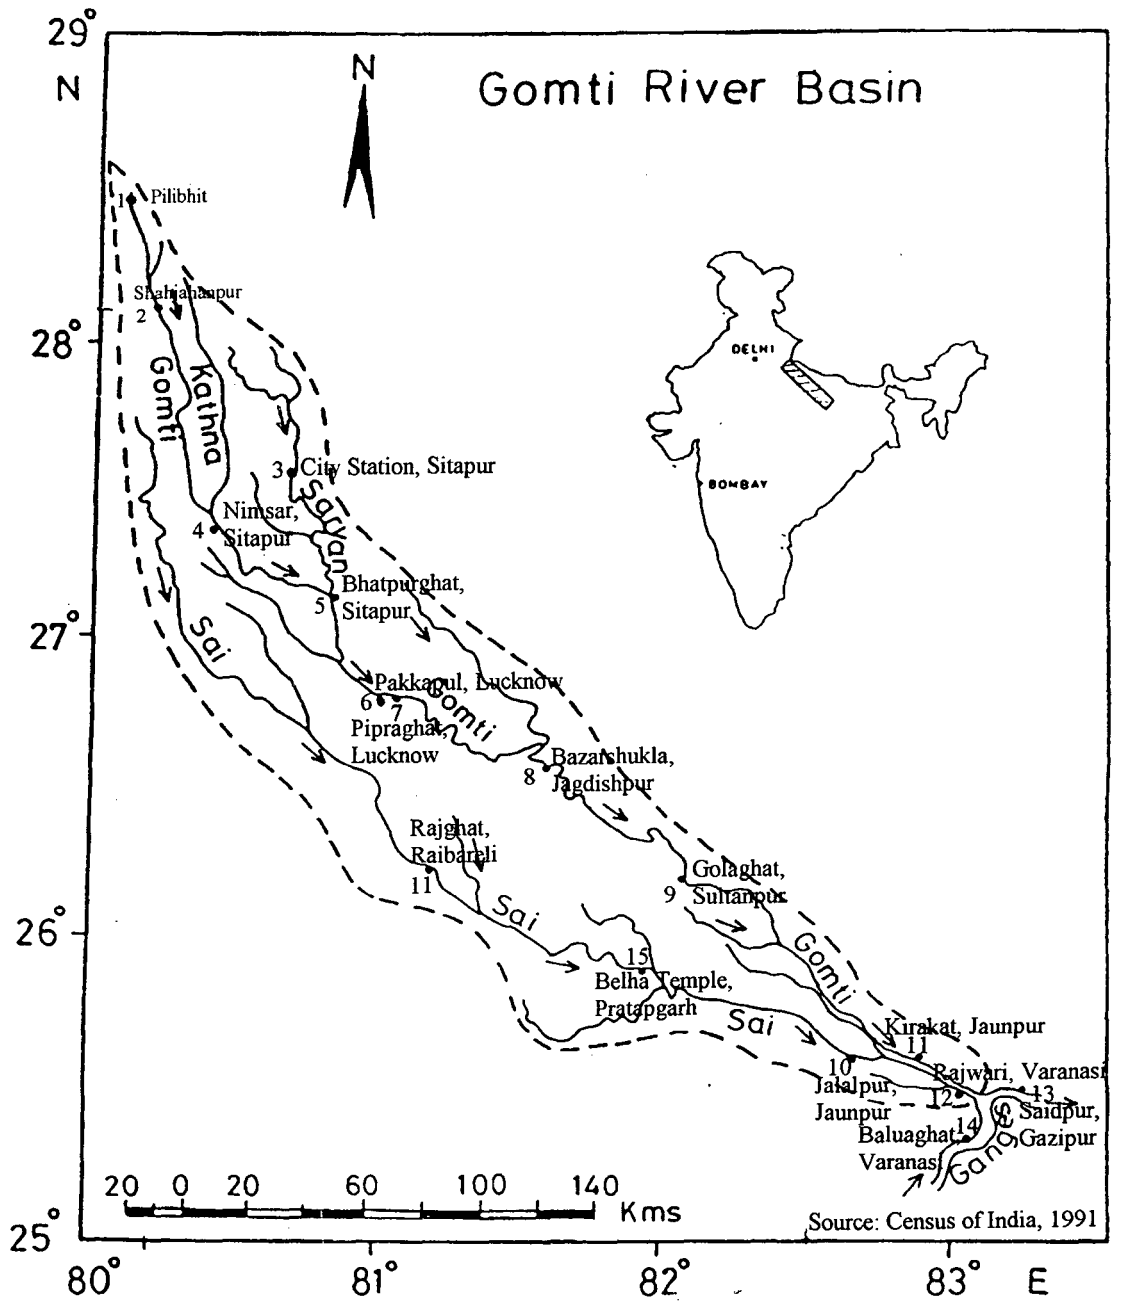 29°
N
N
Gomti River Basin
1 Pilibhit
Shahjahanpur
2
28°
Gomti
Kathna
DELHI
BOMBAY
3 City Station, Sitapur
Saryan
4 Nimsar,
Sitapur
Bhatpurghat,
5 Sitapur
27°
Sai
Pakkapul, Lucknow
6 7
Gomti
Pipraghat,
Lucknow
Bazarshukla,
8 Jagdishpur
Rajghat,
Raibareli
11
Golaghat,
9 Sultanpur
Sai
26°
15
Belha Temple,
Pratapgarh
Gomti
Sai
Kirakat, Jaunpur
11
10
Jalalpur,
Jaunpur
Rajwari, Varanasi
12
13
Saidpur,
Gazipur
14
Baluaghat,
Varanasi
Ganges
20 0 20 60 100 140
Kms
Source: Census of India, 1991
25°
80° 81° 82° 83° E